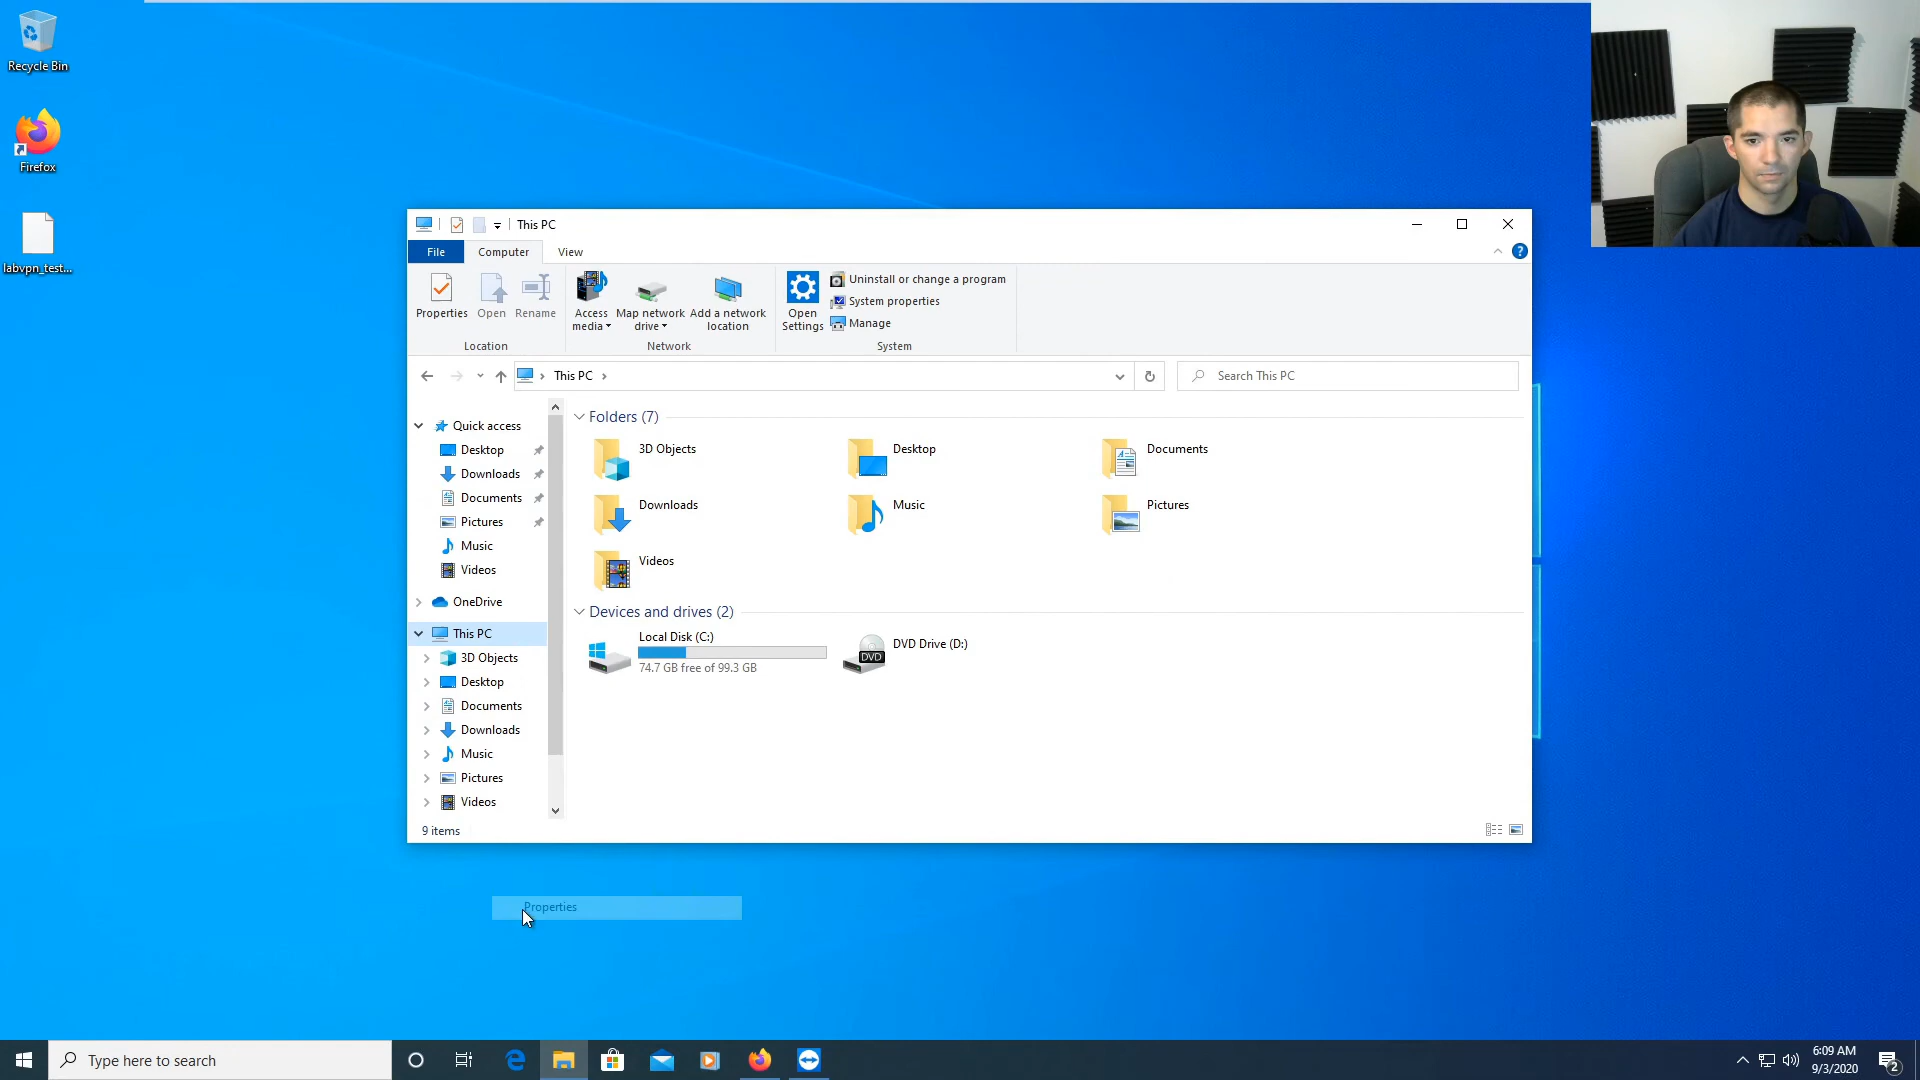 Recycle Bin
Firefox
labvpn_test...
This PC
File
Computer
View
Properties
Open
Rename
Access media
Map network drive
Add a network location
Open Settings
Uninstall or change a program
System properties
Manage
Location
Network
System
This PC
Search This PC
Quick access
Desktop
Downloads
Documents
Pictures
Music
Videos
OneDrive
This PC
3D Objects
Desktop
Documents
Downloads
Music
Pictures
Videos
Folders (7)
3D Objects
Desktop
Documents
Downloads
Music
Pictures
Videos
Devices and drives (2)
Local Disk (C:)
74.7 GB free of 99.3 GB
DVD
DVD Drive (D:)
9 items
Properties
Type here to search
6:09 AM
9/3/2020
2